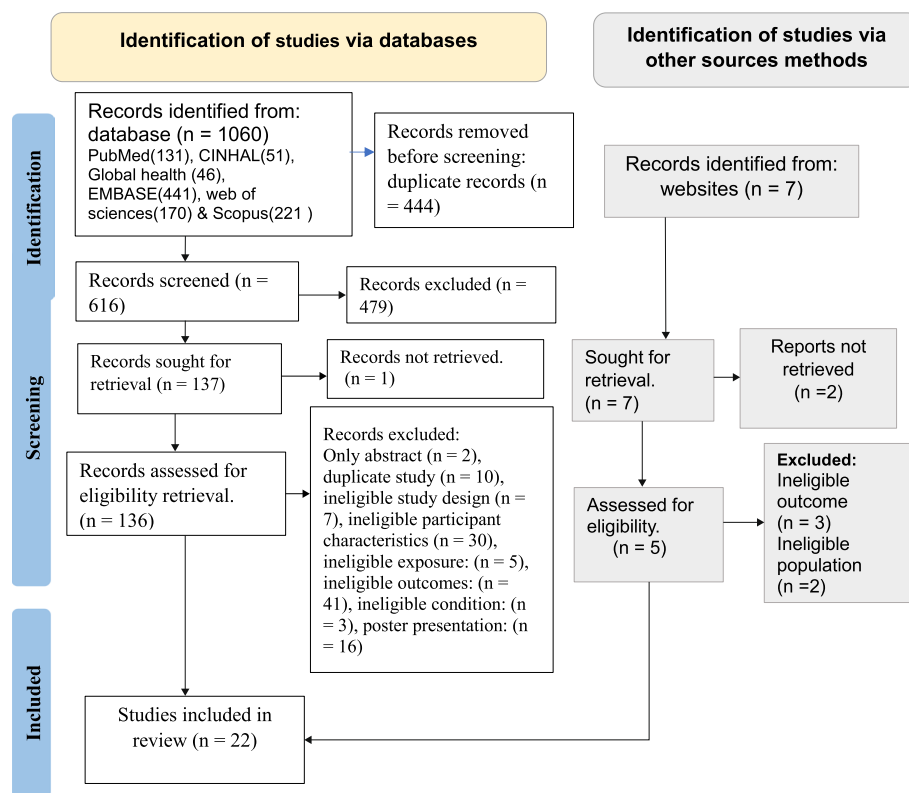 Identification of studies via databases
Identification of studies via
other sources methods
Identification
Records identified from:
database (n = 1060)
PubMed(131), CINHAL(51),
Global health (46),
EMBASE(441), web of
sciences(170) & Scopus(221 )
Records removed
before screening:
duplicate records (n
= 444)
Records identified from:
websites (n = 7)
Screening
Records screened (n =
616)
Records excluded (n =
479)
Records sought for
retrieval (n = 137)
Records not retrieved.
(n = 1)
Sought for
retrieval.
(n = 7)
Reports not
retrieved
(n =2)
Records assessed for
eligibility retrieval.
(n = 136)
Records excluded:
Only abstract (n = 2),
duplicate study (n = 10),
ineligible study design (n =
7), ineligible participant
characteristics (n = 30),
ineligible exposure: (n = 5),
ineligible outcomes: (n =
41), ineligible condition: (n
= 3), poster presentation: (n
= 16)
Assessed for
eligibility.
(n = 5)
Excluded:
Ineligible
outcome
(n = 3)
Ineligible
population
(n =2)
Included
Studies included in
review (n = 22)